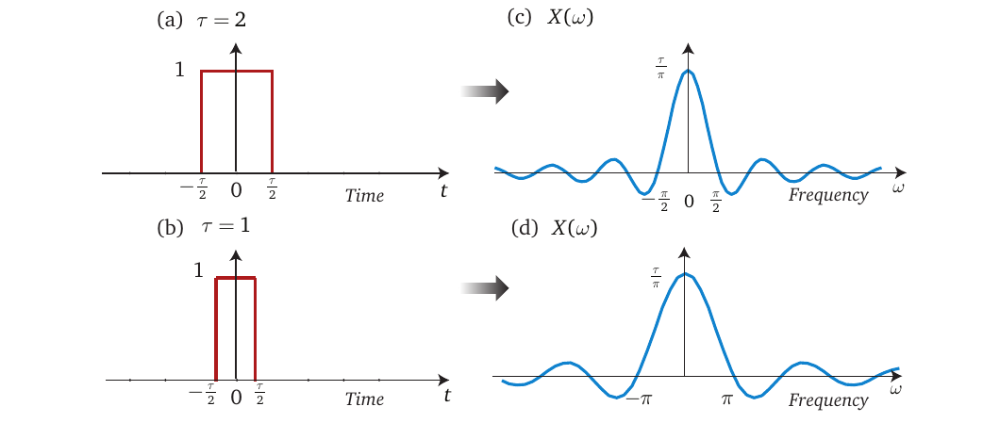 (a) τ = 2
1
−τ/2 0 τ/2 Time t
(c) X(ω)
τ/π
−π/2 0 π/2 Frequency ω
(b) τ = 1
1
−τ/2 0 τ/2 Time t
(d) X(ω)
τ/π
−π π Frequency ω